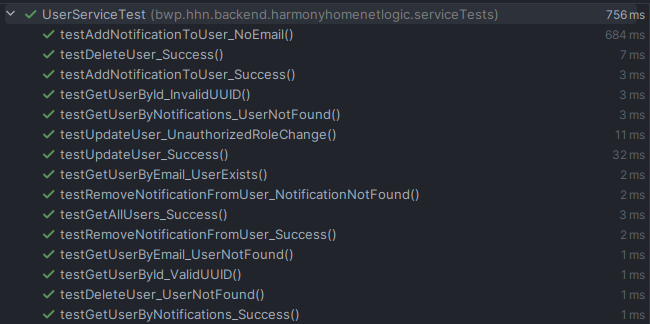 UserServiceTest (bwp.hhn.backend.harmonyhomenetlogic.serviceTests) 756 ms
testAddNotificationToUser_NoEmail() 684 ms
testDeleteUser_Success() 7 ms
testAddNotificationToUser_Success() 3 ms
testGetUserById_InvalidUUID() 3 ms
testGetUserByNotifications_UserNotFound() 3 ms
testUpdateUser_UnauthorizedRoleChange() 11 ms
testUpdateUser_Success() 32 ms
testGetUserByEmail_UserExists() 2 ms
testRemoveNotificationFromUser_NotificationNotFound() 2 ms
testGetAllUsers_Success() 3 ms
testRemoveNotificationFromUser_Success() 2 ms
testGetUserByEmail_UserNotFound() 1 ms
testGetUserById_ValidUUID() 1 ms
testDeleteUser_UserNotFound() 1 ms
testGetUserByNotifications_Success() 1 ms